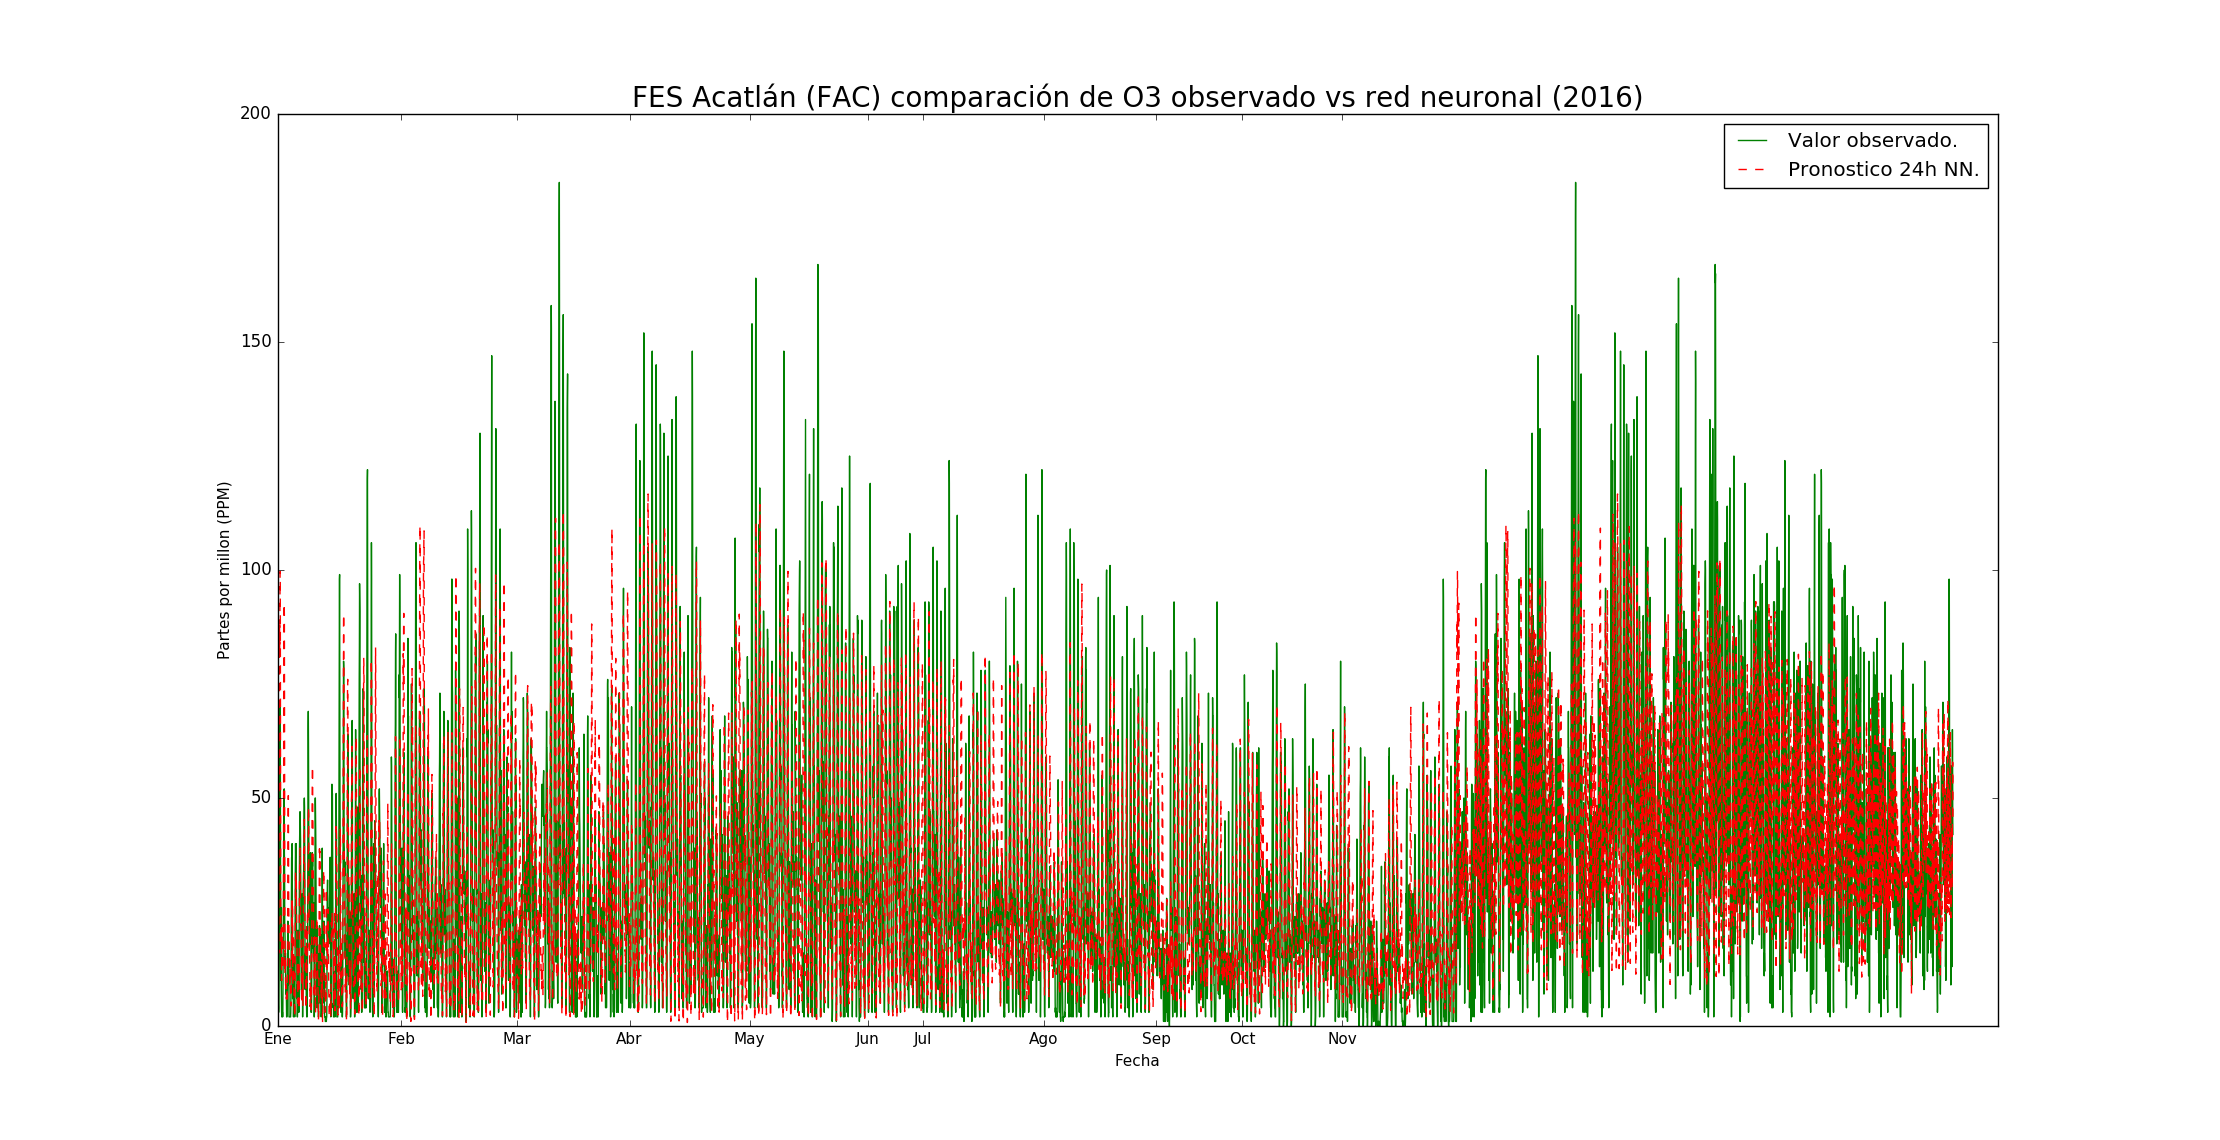 FES Acatlán (FAC) comparación de O3 observado vs red neuronal (2016)
Valor observado.
Pronostico 24h NN.
200
150
100
50
0
Partes por millon (PPM)
Ene Feb Mar Abr May Jun Jul Ago Sep Oct Nov
Fecha